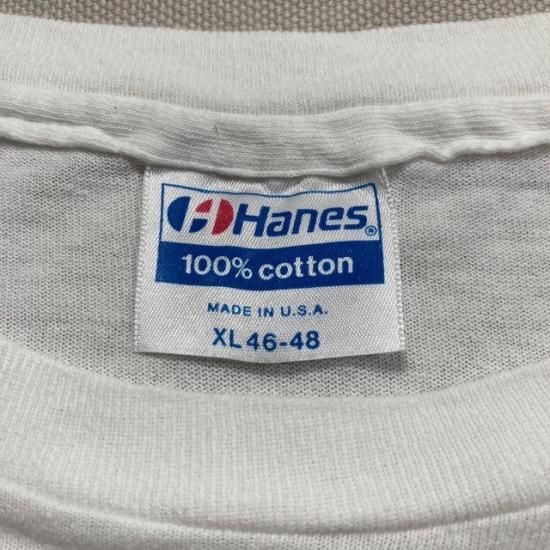 Hanes®
100% cotton
MADE IN U.S.A.
XL 46-48